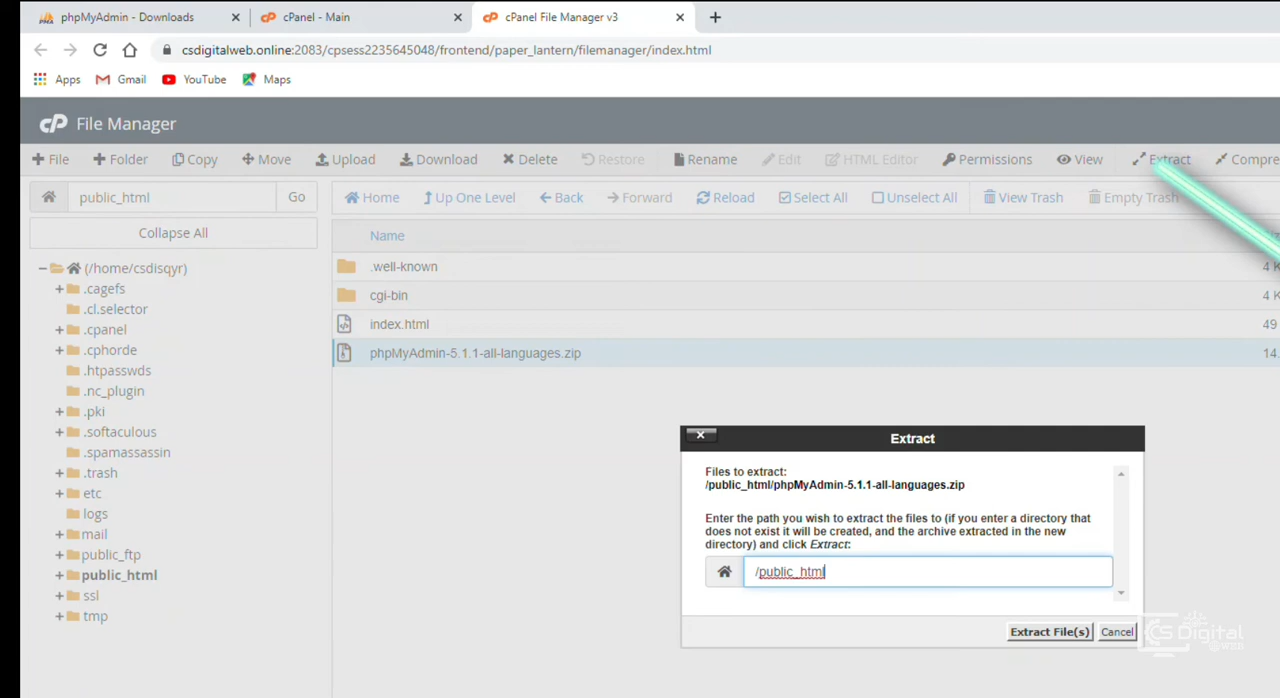 phpMyAdmin - Downloads
cPanel - Main
cPanel File Manager v3
csdigitalweb.online:2083/cpsess2235645048/frontend/paper_lantern/filemanager/index.html
Apps Gmail YouTube Maps
cP File Manager
File Folder Copy Move Upload Download Delete Restore Rename Edit HTML Editor Permissions View Extract Compre
public_html Go
Home Up One Level Back Forward Reload Select All Unselect All View Trash Empty Trash
Collapse All
Name
(/home/csdisqyr)
.cagefs
.cl.selector
.cpanel
.cphorde
.htpasswds
.nc_plugin
.pki
.softaculous
.spamassassin
.trash
etc
logs
mail
public_ftp
public_html
ssl
tmp
.well-known 4 K
cgi-bin 4 K
index.html 49
phpMyAdmin-5.1.1-all-languages.zip 14.
Extract
Files to extract:
/public_html/phpMyAdmin-5.1.1-all-languages.zip
Enter the path you wish to extract the files to (if you enter a directory that
does not exist it will be created, and the archive extracted in the new
directory) and click Extract:
/public_html
Extract File(s) Cancel
CS Digital